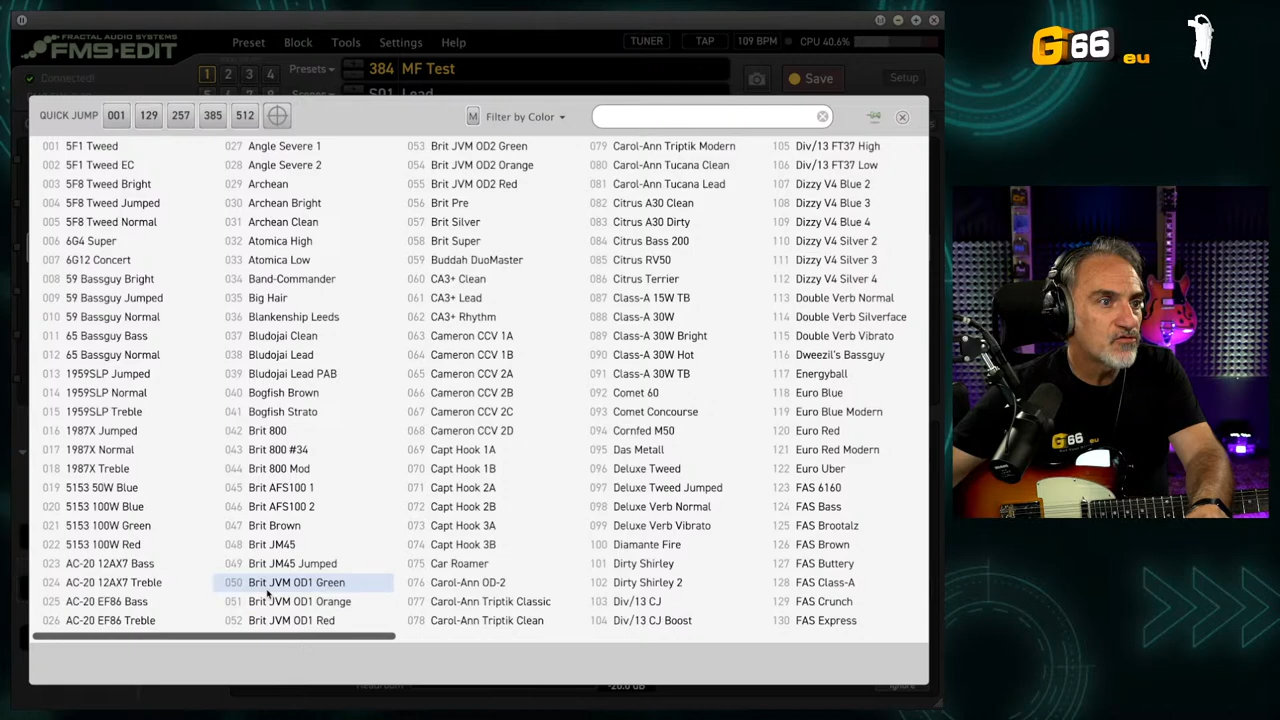 FRACTAL AUDIO SYSTEMS
FM9-EDIT
Preset Block Tools Settings Help
TUNER TAP 109 BPM CPU 40.6%
Connected!
1 2 3 4
Presets
384 MF Test
Save
Setup
S01 Lead
G66 eu
QUICK JUMP 001 129 257 385 512
M Filter by Color
001 5F1 Tweed
002 5F1 Tweed EC
003 5F8 Tweed Bright
004 5F8 Tweed Jumped
005 5F8 Tweed Normal
006 6G4 Super
007 6G12 Concert
008 59 Bassguy Bright
009 59 Bassguy Jumped
010 59 Bassguy Normal
011 65 Bassguy Bass
012 65 Bassguy Normal
013 1959SLP Jumped
014 1959SLP Normal
015 1959SLP Treble
016 1987X Jumped
017 1987X Normal
018 1987X Treble
019 5153 50W Blue
020 5153 100W Blue
021 5153 100W Green
022 5153 100W Red
023 AC-20 12AX7 Bass
024 AC-20 12AX7 Treble
025 AC-20 EF86 Bass
026 AC-20 EF86 Treble
027 Angle Severe 1
028 Angle Severe 2
029 Archean
030 Archean Bright
031 Archean Clean
032 Atomica High
033 Atomica Low
034 Band-Commander
035 Big Hair
036 Blankenship Leeds
037 Bludojai Clean
038 Bludojai Lead
039 Bludojai Lead PAB
040 Bogfish Brown
041 Bogfish Strato
042 Brit 800
043 Brit 800 #34
044 Brit 800 Mod
045 Brit AFS100 1
046 Brit AFS100 2
047 Brit Brown
048 Brit JM45
049 Brit JM45 Jumped
050 Brit JVM OD1 Green
051 Brit JVM OD1 Orange
052 Brit JVM OD1 Red
053 Brit JVM OD2 Green
054 Brit JVM OD2 Orange
055 Brit JVM OD2 Red
056 Brit Pre
057 Brit Silver
058 Brit Super
059 Buddah DuoMaster
060 CA3+ Clean
061 CA3+ Lead
062 CA3+ Rhythm
063 Cameron CCV 1A
064 Cameron CCV 1B
065 Cameron CCV 2A
066 Cameron CCV 2B
067 Cameron CCV 2C
068 Cameron CCV 2D
069 Capt Hook 1A
070 Capt Hook 1B
071 Capt Hook 2A
072 Capt Hook 2B
073 Capt Hook 3A
074 Capt Hook 3B
075 Car Roamer
076 Carol-Ann OD-2
077 Carol-Ann Triptik Classic
078 Carol-Ann Triptik Clean
079 Carol-Ann Triptik Modern
080 Carol-Ann Tucana Clean
081 Carol-Ann Tucana Lead
082 Citrus A30 Clean
083 Citrus A30 Dirty
084 Citrus Bass 200
085 Citrus RV50
086 Citrus Terrier
087 Class-A 15W TB
088 Class-A 30W
089 Class-A 30W Bright
090 Class-A 30W Hot
091 Class-A 30W TB
092 Comet 60
093 Comet Concourse
094 Cornfed M50
095 Das Metall
096 Deluxe Tweed
097 Deluxe Tweed Jumped
098 Deluxe Verb Normal
099 Deluxe Verb Vibrato
100 Diamante Fire
101 Dirty Shirley
102 Dirty Shirley 2
103 Div/13 CJ
104 Div/13 CJ Boost
105 Div/13 FT37 High
106 Div/13 FT37 Low
107 Dizzy V4 Blue 2
108 Dizzy V4 Blue 3
109 Dizzy V4 Blue 4
110 Dizzy V4 Silver 2
111 Dizzy V4 Silver 3
112 Dizzy V4 Silver 4
113 Double Verb Normal
114 Double Verb Silverface
115 Double Verb Vibrato
116 Dweezil's Bassguy
117 Energyball
118 Euro Blue
119 Euro Blue Modern
120 Euro Red
121 Euro Red Modern
122 Euro Uber
123 FAS 6160
124 FAS Bass
125 FAS Brootalz
126 FAS Brown
127 FAS Buttery
128 FAS Class-A
129 FAS Crunch
130 FAS Express
G66 eu